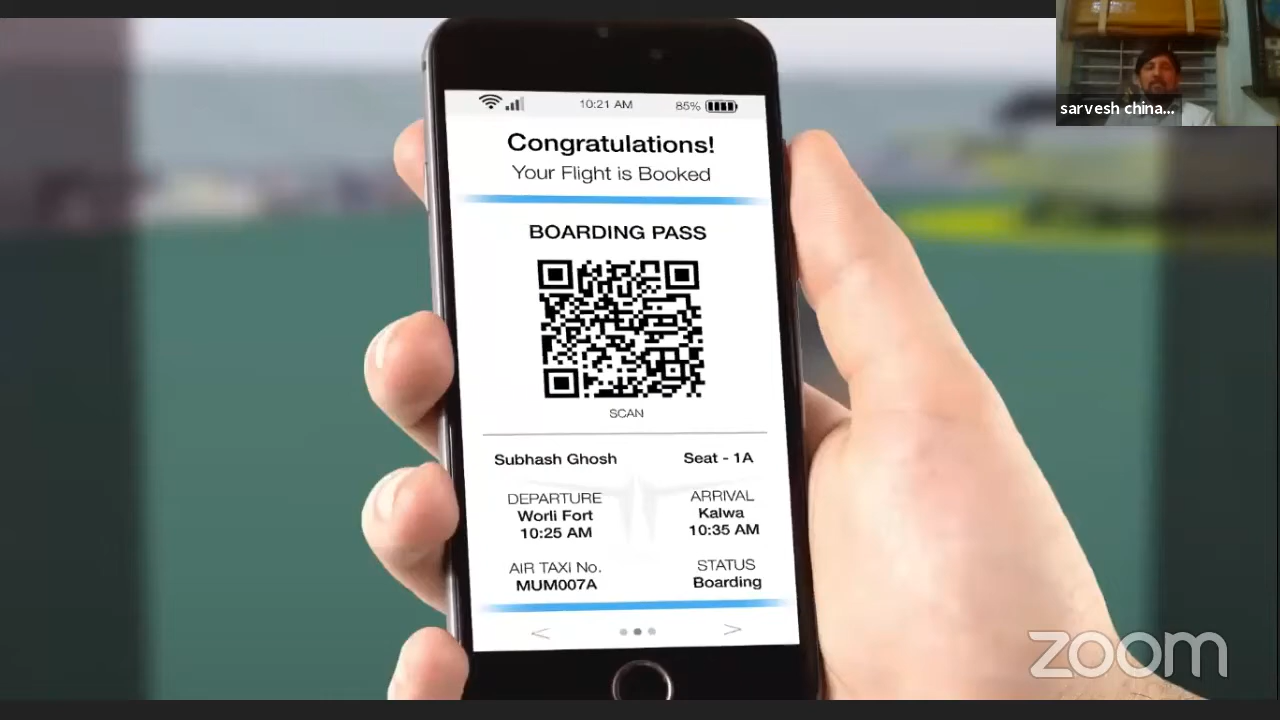 10:21 AM 85%
Congratulations!
Your Flight is Booked
BOARDING PASS
SCAN
Subhash Ghosh Seat - 1A
DEPARTURE ARRIVAL
Worli Fort Kalwa
10:25 AM 10:35 AM
AIR TAXi No. STATUS
MUM007A Boarding
< >
sarvesh china...
zoom